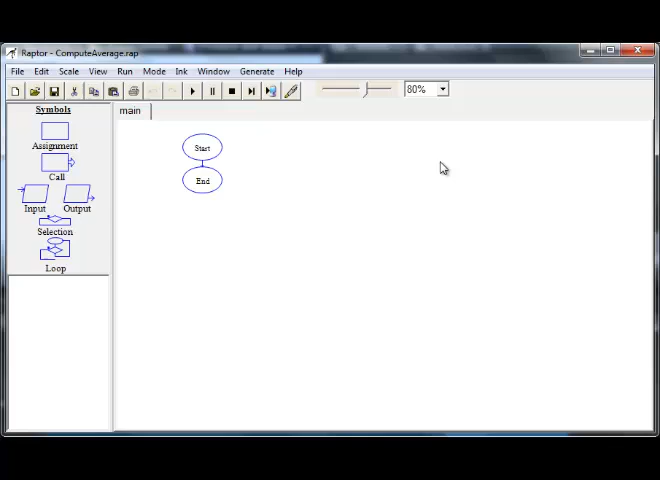 Raptor - ComputeAverage.rap
File Edit Scale View Run Mode Ink Window Generate Help
80%
Symbols
main
Assignment
Call
Input Output
Selection
Loop
Start
End